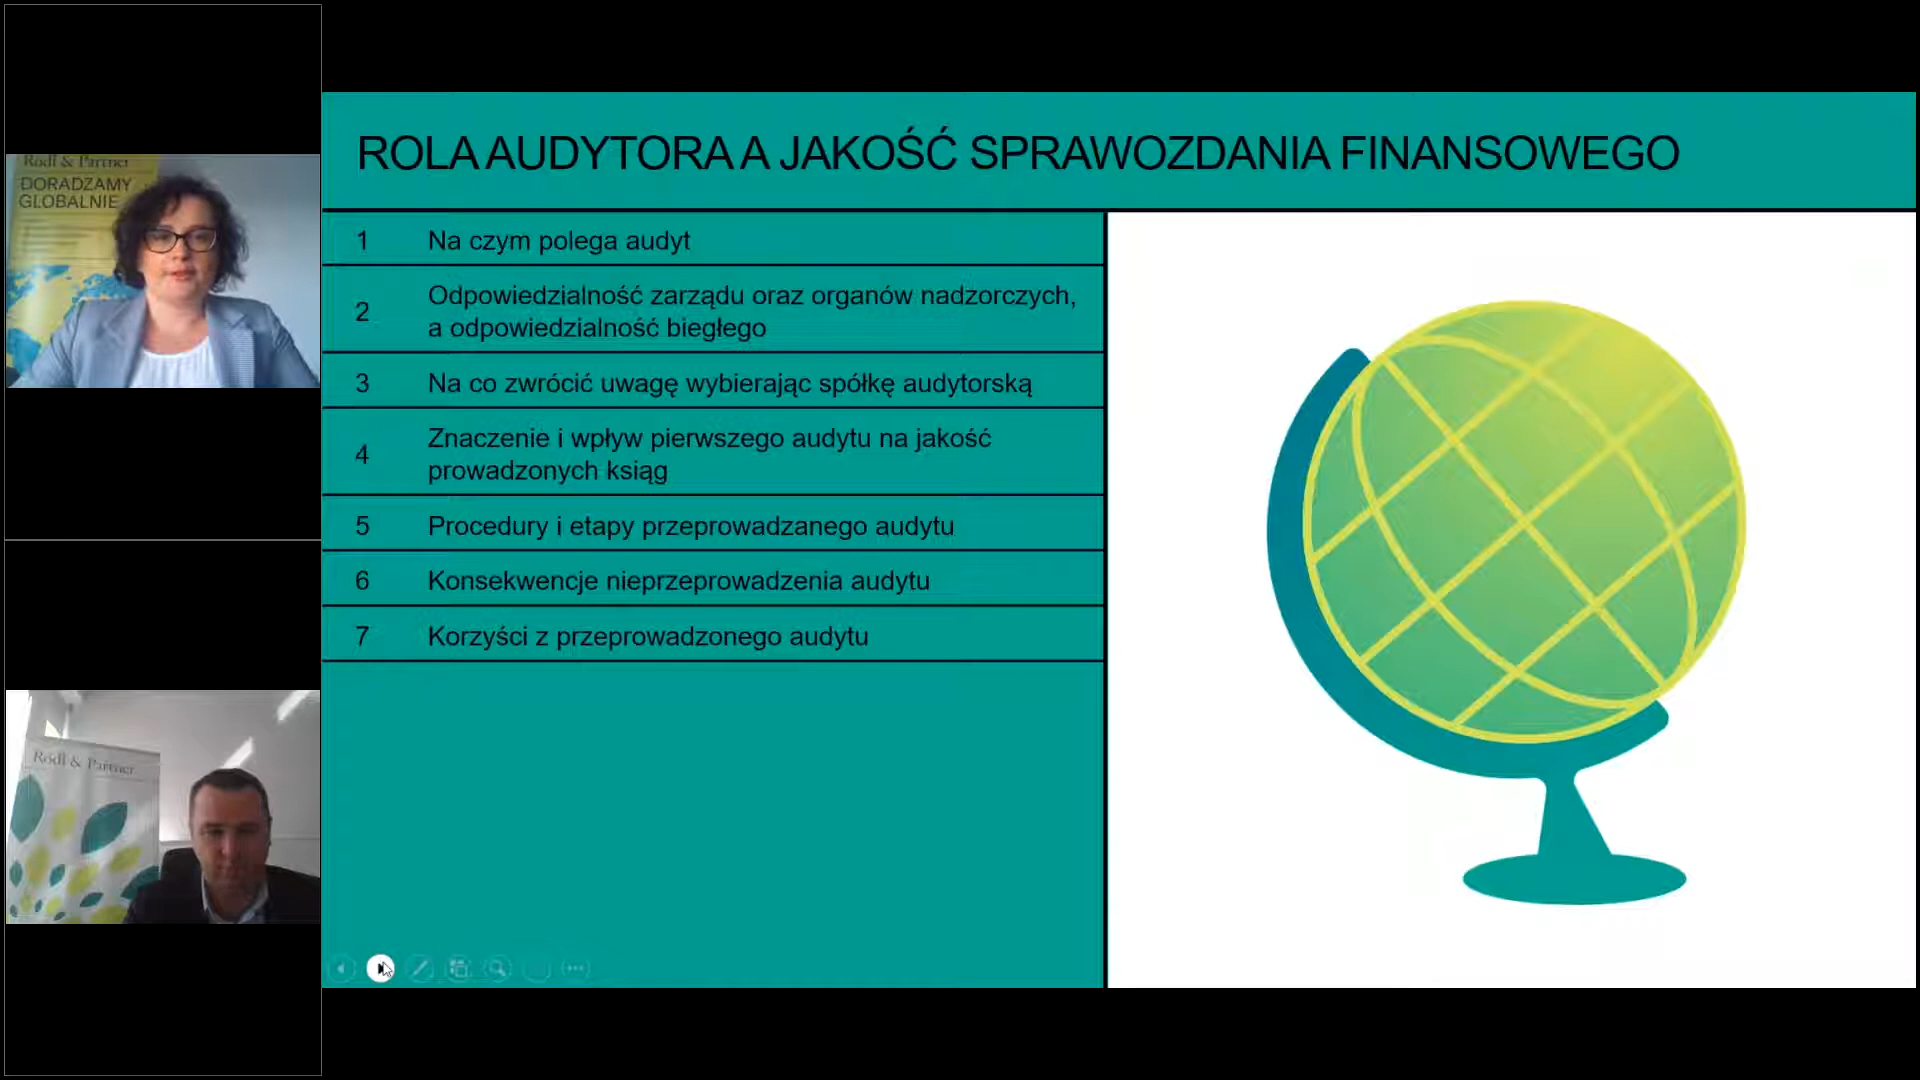 Rödl & Partner
DORADZAMY
GLOBALNIE
Rödl & Partner
ROLA AUDYTORA A JAKOŚĆ SPRAWOZDANIA FINANSOWEGO
1 Na czym polega audyt
2 Odpowiedzialność zarządu oraz organów nadzorczych,
a odpowiedzialność biegłego
3 Na co zwrócić uwagę wybierając spółkę audytorską
4 Znaczenie i wpływ pierwszego audytu na jakość
prowadzonych ksiąg
5 Procedury i etapy przeprowadzanego audytu
6 Konsekwencje nieprzeprowadzenia audytu
7 Korzyści z przeprowadzonego audytu